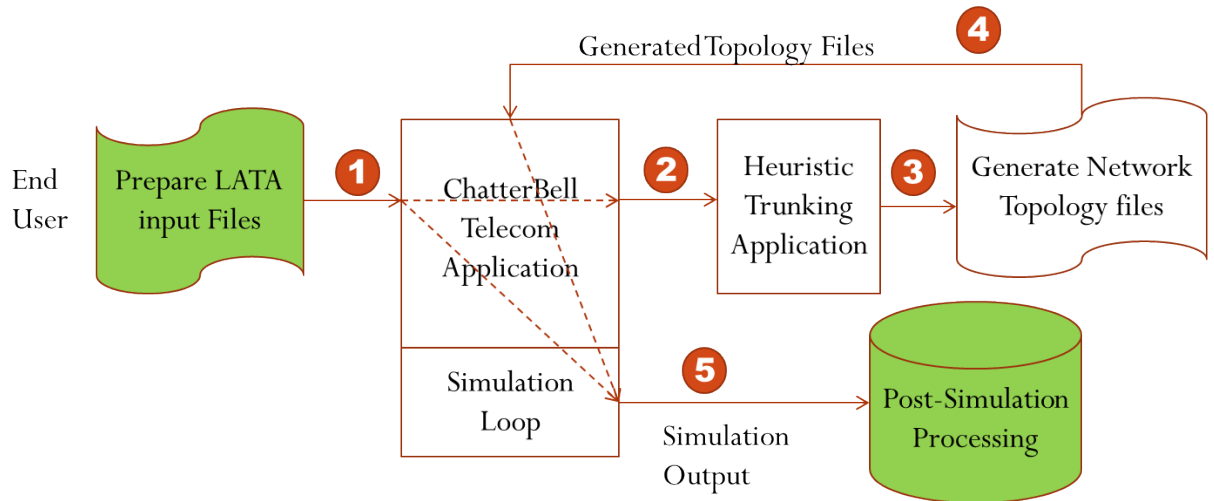 4
Generated Topology Files
End
User
Prepare LATA
input Files
1
ChatterBell
Telecom
Application
2
Heuristic
Trunking
Application
3
Generate Network
Topology files
Simulation
Loop
5
Simulation
Output
Post-Simulation
Processing